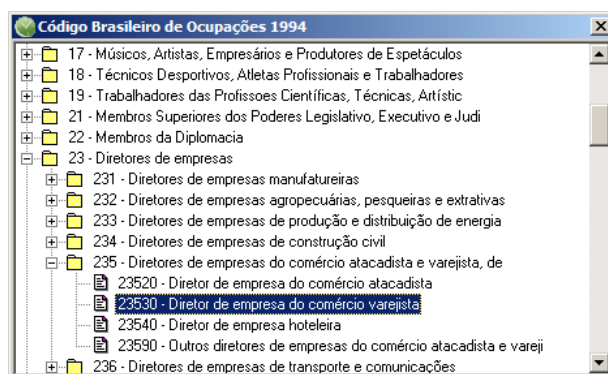 Código Brasileiro de Ocupações 1994
17 - Músicos, Artistas, Empresários e Produtores de Espetáculos
18 - Técnicos Desportivos, Atletas Profissionais e Trabalhadores
19 - Trabalhadores das Profissoes Científicas, Técnicas, Artístic
21 - Membros Superiores dos Poderes Legislativo, Executivo e Judi
22 - Membros da Diplomacia
23 - Diretores de empresas
231 - Diretores de empresas manufatureiras
232 - Diretores de empresas agropecuárias, pesqueiras e extrativas
233 - Diretores de empresas de produção e distribuição de energia
234 - Diretores de empresas de construção civil
235 - Diretores de empresas do comércio atacadista e varejista, de
23520 - Diretor de empresa do comércio atacadista
23530 - Diretor de empresa do comércio varejista
23540 - Diretor de empresa hoteleira
23590 - Outros diretores de empresas do comércio atacadista e vareji
236 - Diretores de empresas de transporte e comunicações